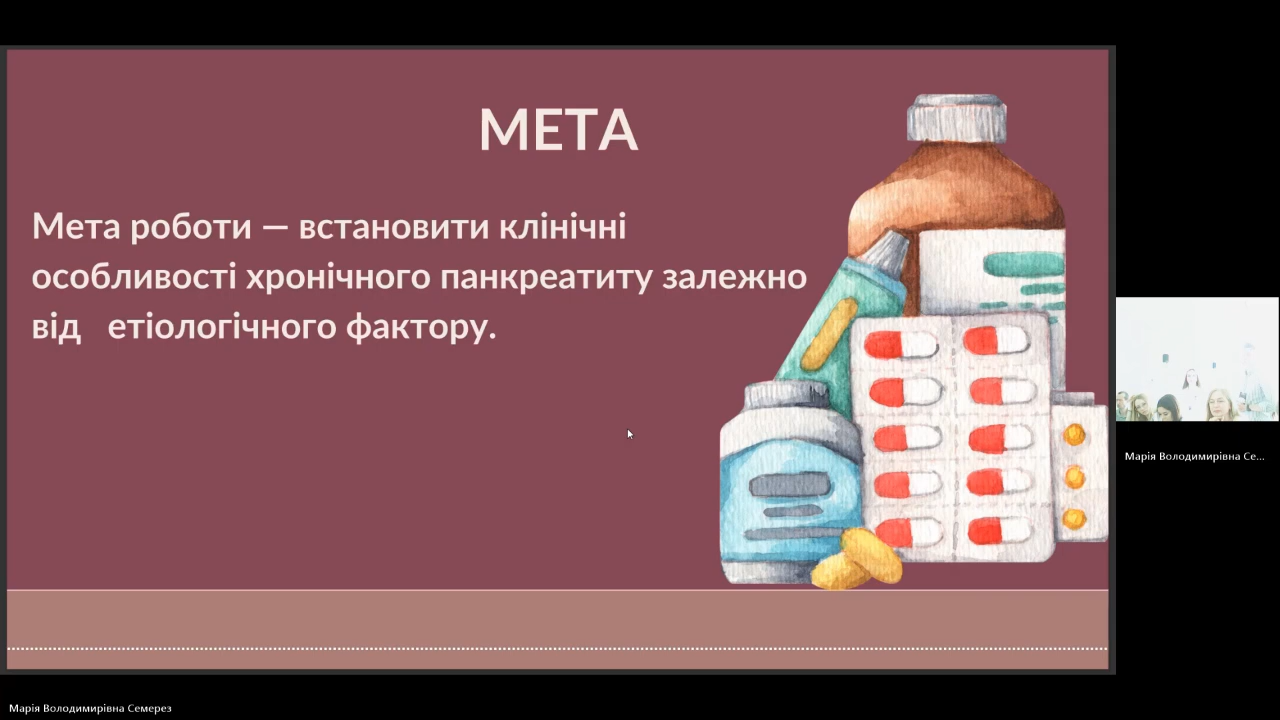 МЕТА
Мета роботи — встановити клінічні
особливості хронічного панкреатиту залежно
від етіологічного фактору.
Марія Володимирівна Се...
Марія Володимирівна Семерез